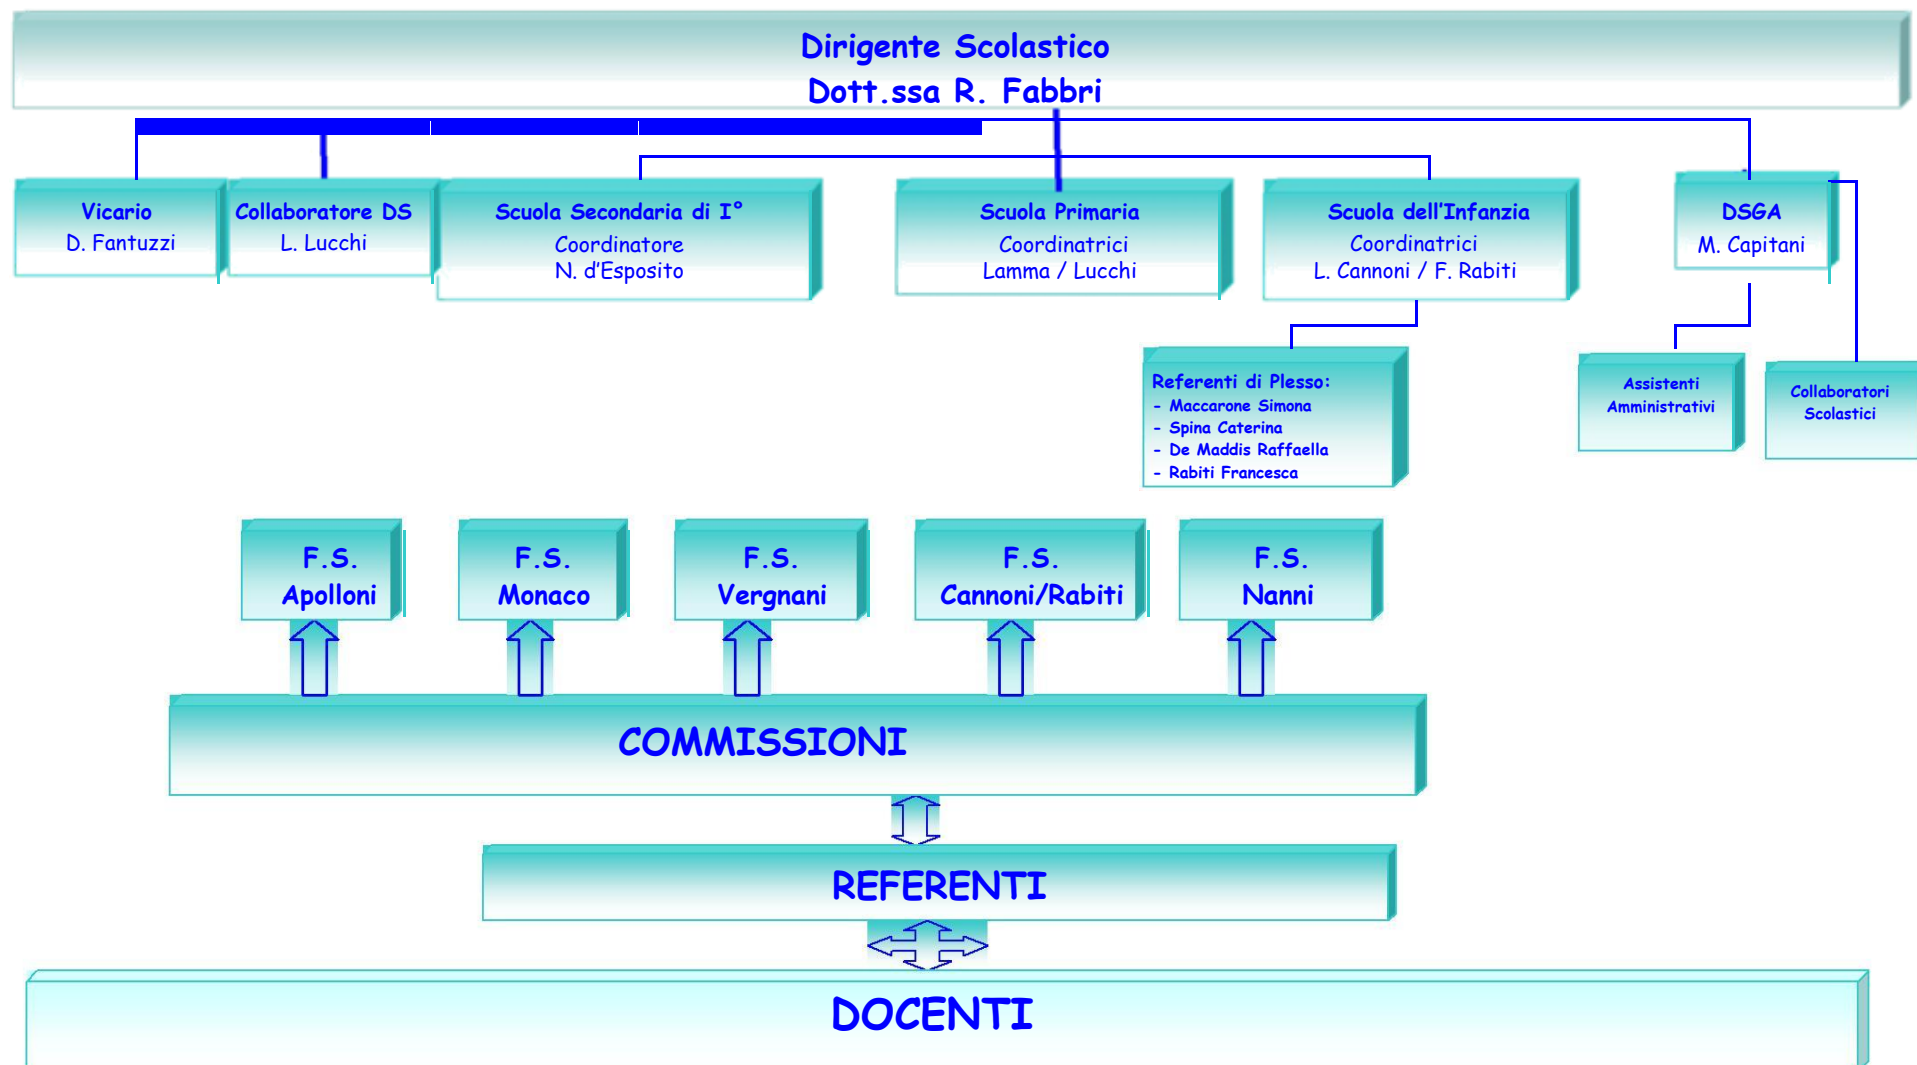 Dirigente Scolastico
Dott.ssa R. Fabbri
Vicario
D. Fantuzzi
Collaboratore DS
L. Lucchi
Scuola Secondaria di I°
Coordinatore
N. d'Esposito
Scuola Primaria
Coordinatrici
Lamma / Lucchi
Scuola dell'Infanzia
Coordinatrici
L. Cannoni / F. Rabiti
DSGA
M. Capitani
Referenti di Plesso:
- Maccarone Simona
- Spina Caterina
- De Maddis Raffaella
- Rabiti Francesca
Assistenti
Amministrativi
Collaboratori
Scolastici
F.S.
Apolloni
F.S.
Monaco
F.S.
Vergnani
F.S.
Cannoni/Rabiti
F.S.
Nanni
COMMISSIONI
REFERENTI
DOCENTI